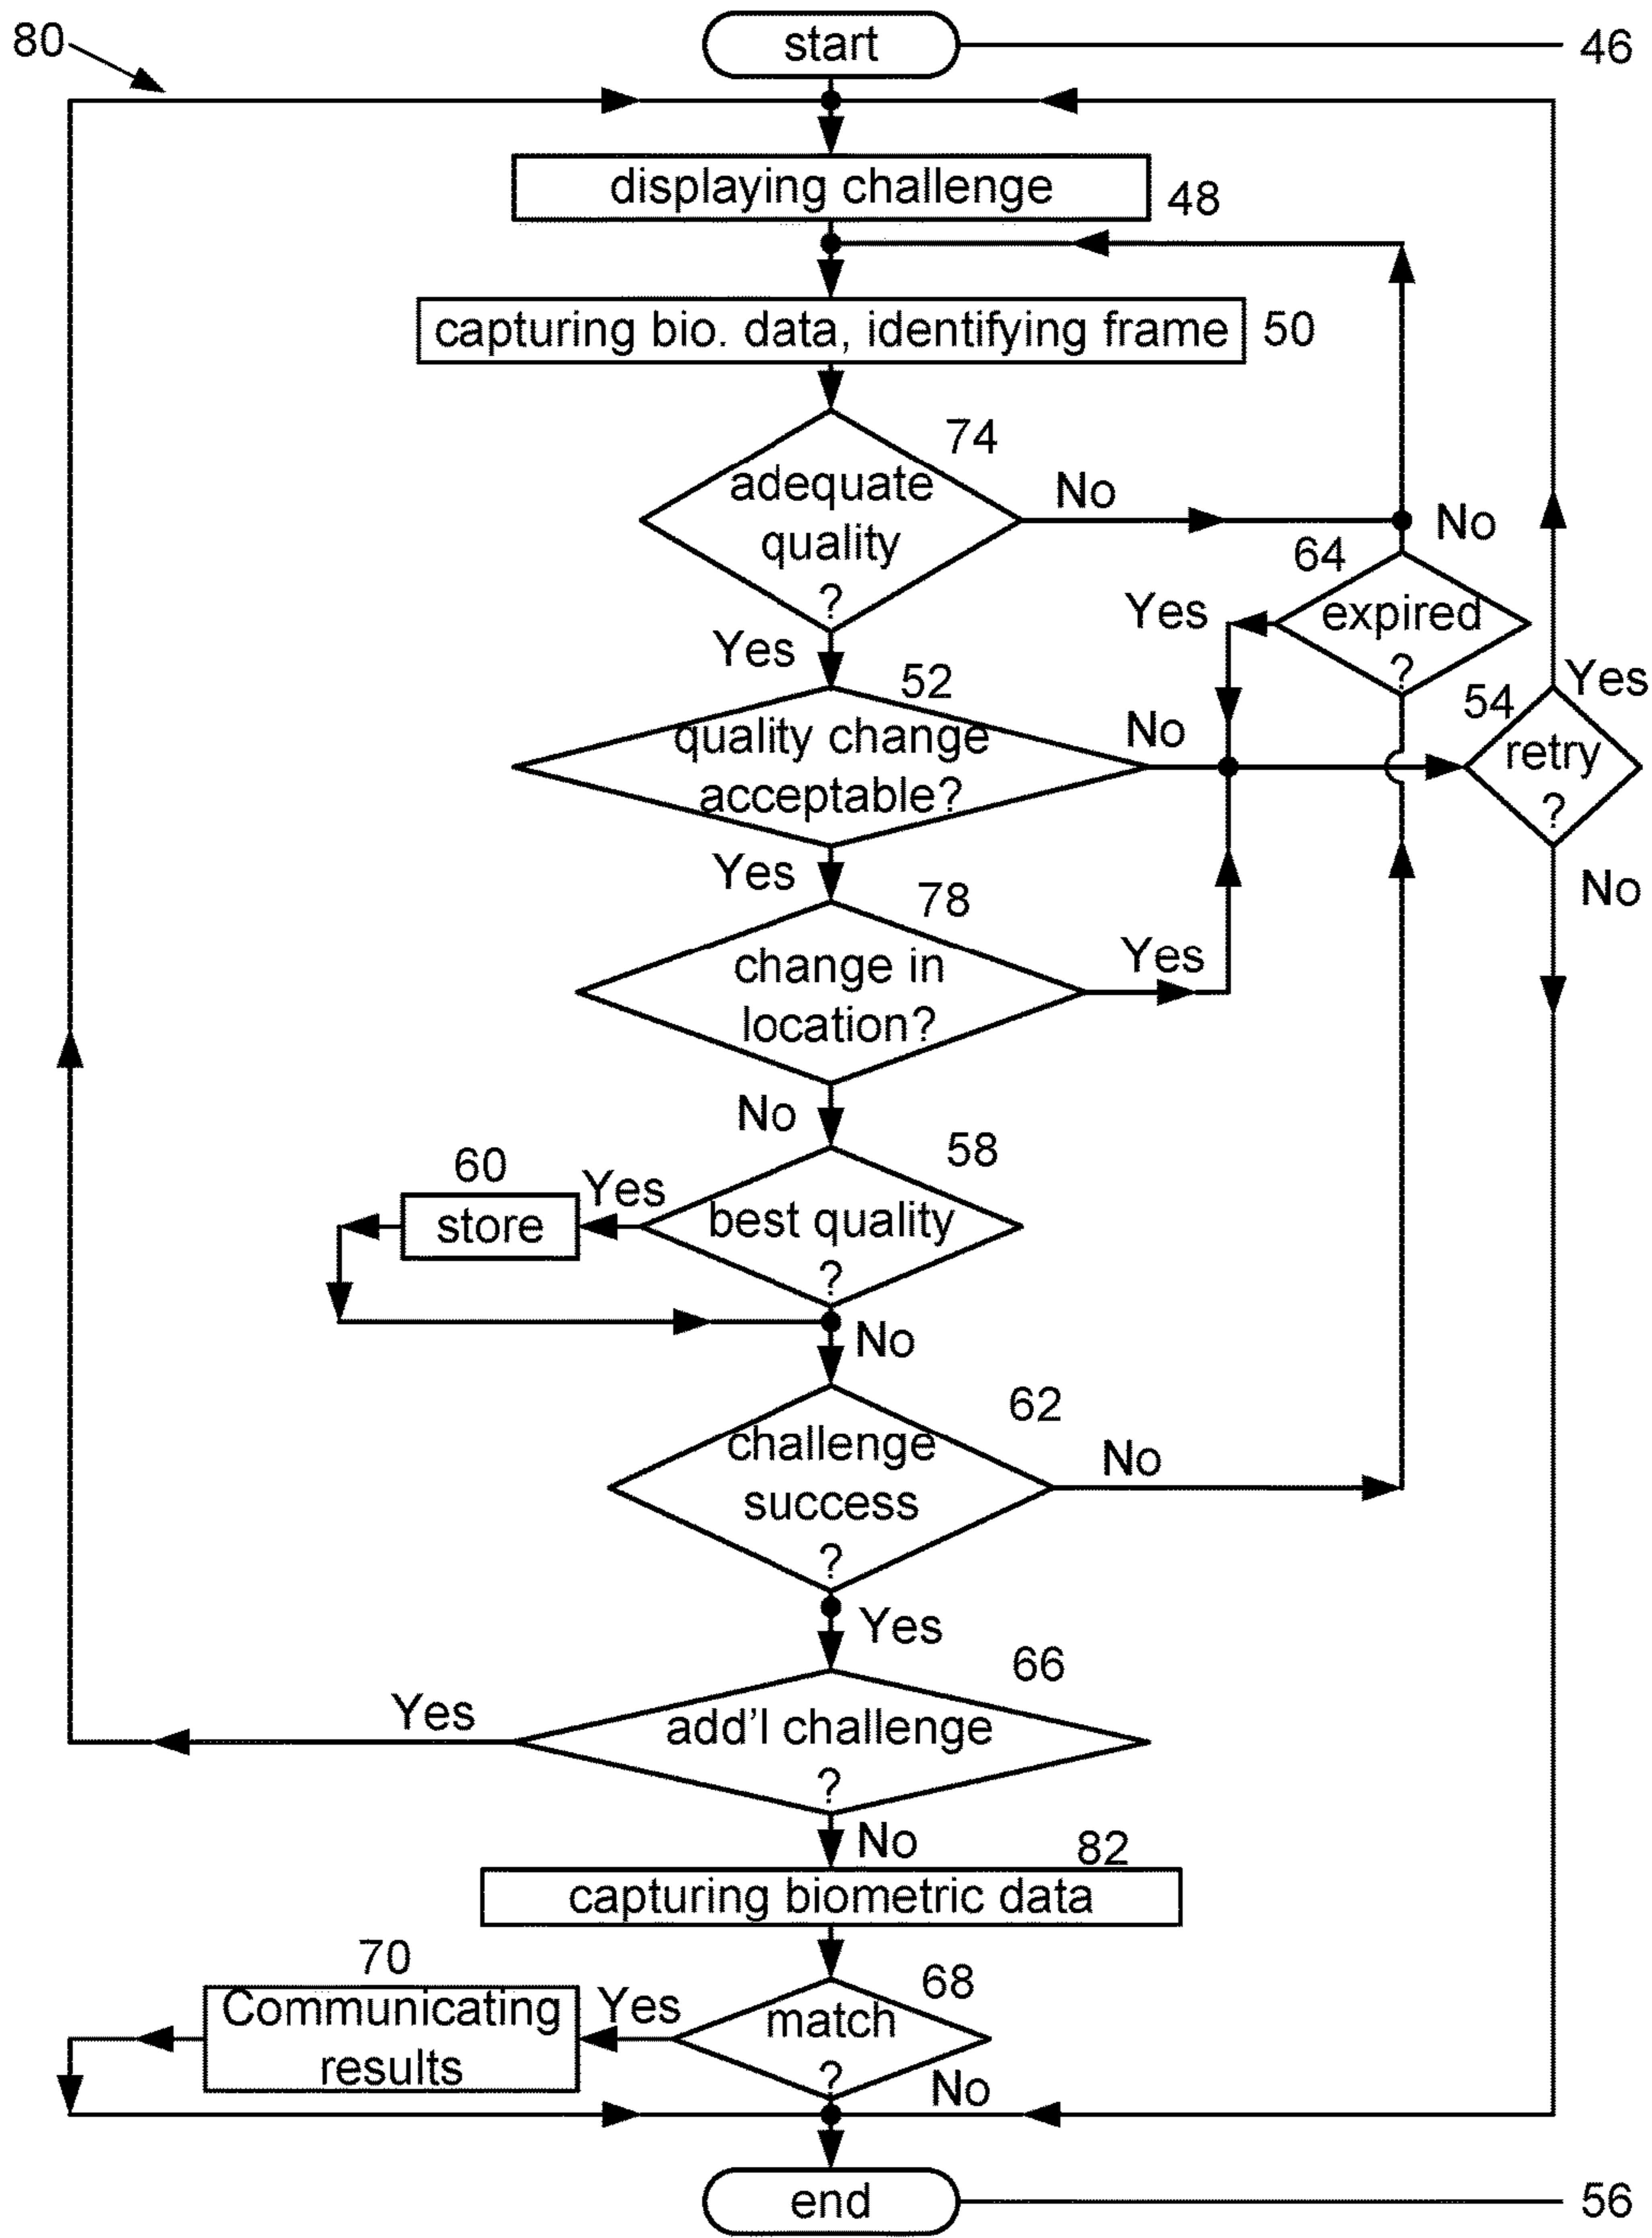 80
start
46
displaying challenge
48
capturing bio. data, identifying frame
50
74
adequate
quality
?
No
No
64
expired
?
Yes
Yes
52
quality change
acceptable?
No
54
retry
?
Yes
No
Yes
78
change in
location?
Yes
No
58
60
store
Yes
best quality
?
No
62
challenge
success
?
No
Yes
66
Yes
add'l challenge
?
No
82
capturing biometric data
70
Communicating
results
Yes
68
match
?
No
end
56